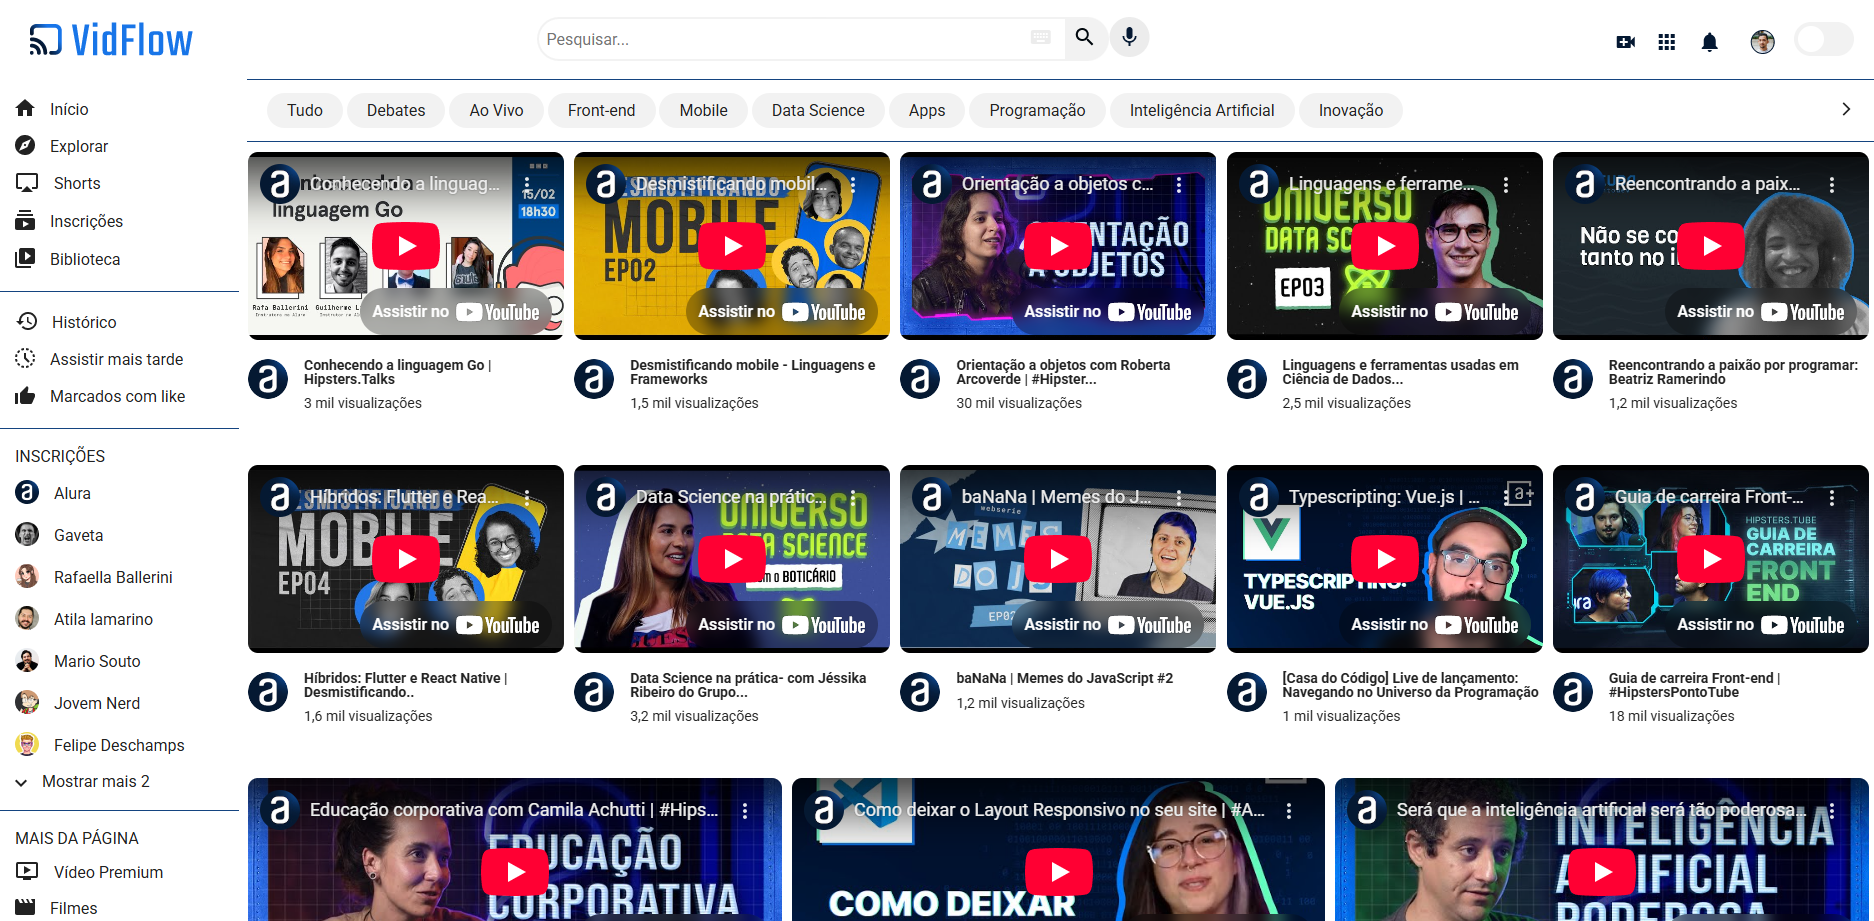 VidFlow
Pesquisar...
Início
Explorar
Shorts
Inscrições
Biblioteca
Histórico
Assistir mais tarde
Marcados com like
INSCRIÇÕES
Alura
Gaveta
Rafaella Ballerini
Atila Iamarino
Mario Souto
Jovem Nerd
Felipe Deschamps
Mostrar mais 2
MAIS DA PÁGINA
Vídeo Premium
Filmes
Tudo
Debates
Ao Vivo
Front-end
Mobile
Data Science
Apps
Programação
Inteligência Artificial
Inovação
Conhecendo a linguag...
linguagem Go
15/02
18h30
Rafa Ballerini
Assistir no YouTube
Conhecendo a linguagem Go |
Hipsters.Talks
3 mil visualizações
Desmistificando mobil...
MOBILE
EP02
Assistir no YouTube
Desmistificando mobile - Linguagens e
Frameworks
1,5 mil visualizações
Orientação a objetos c...
A OBJETOS
Assistir no YouTube
Orientação a objetos com Roberta
Arcoverde | #Hipster...
30 mil visualizações
Linguagens e ferrame...
UNIVERSO
DATA SC
EP03
Assistir no YouTube
Linguagens e ferramentas usadas em
Ciência de Dados...
2,5 mil visualizações
Reencontrando a paix...
Não se co
tanto no i
Assistir no YouTube
Reencontrando a paixão por programar:
Beatriz Ramerindo
1,2 mil visualizações
Híbridos: Flutter e Rea...
DESMISTIFICANDO
MOBILE
EP04
Assistir no YouTube
Híbridos: Flutter e React Native |
Desmistificando..
1,6 mil visualizações
Data Science na prátic...
UNIVERSO
DATA SCIENCE
com o BOTICÁRIO
Assistir no YouTube
Data Science na prática- com Jéssika
Ribeiro do Grupo...
3,2 mil visualizações
baNaNa | Memes do J...
webserie
MEMES
DO JS
EP02
Assistir no YouTube
baNaNa | Memes do JavaScript #2
1,2 mil visualizações
Typescripting: Vue.js | ...
a+
TYPESCRIPTING:
VUE.JS
Assistir no YouTube
[Casa do Código] Live de lançamento:
Navegando no Universo da Programação
1 mil visualizações
Guia de carreira Front-...
HIPSTERS.TUBE
GUIA DE
CARREIRA
FRONT
END
Assistir no YouTube
Guia de carreira Front-end |
#HipstersPontoTube
18 mil visualizações
Educação corporativa com Camila Achutti | #Hips...
EDUCAÇÃO
CORPORATIVA
Como deixar o Layout Responsivo no seu site | #A...
COMO DEIXAR
Será que a inteligência artificial será tão poderosa...
INTELIGÊNCIA
ARTIFICIAL
PODEROSA